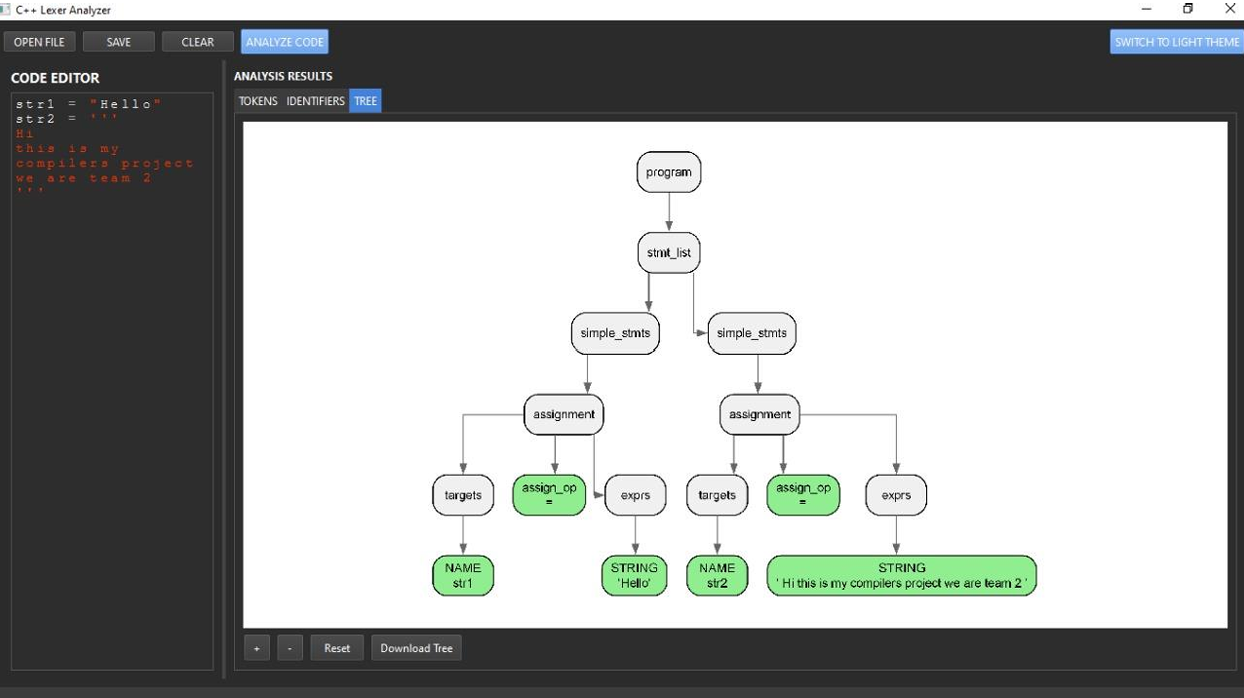 C++ Lexer Analyzer
OPEN FILE SAVE CLEAR ANALYZE CODE SWITCH TO LIGHT THEME
CODE EDITOR
str1 = "Hello"
str2 = '''
Hi
this is my
compilers project
we are team 2
'''
ANALYSIS RESULTS
TOKENS IDENTIFIERS TREE
program
stmt_list
simple_stmts simple_stmts
assignment assignment
targets assign_op = exprs targets assign_op = exprs
NAME STRING NAME STRING
str1 'Hello' str2 ' Hi this is my compilers project we are team 2 '
+ - Reset Download Tree